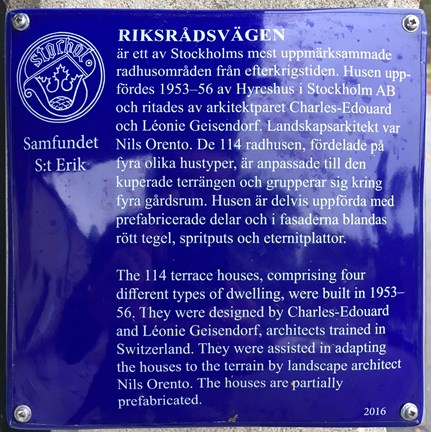 RIKSRÅDSVÄGEN
är ett av Stockholms mest uppmärksammade
radhusområden från efterkrigstiden. Husen upp-
fördes 1953–56 av Hyreshus i Stockholm AB
och ritades av arkitektparet Charles-Edouard
och Léonie Geisendorf. Landskapsarkitekt var
Nils Orento. De 114 radhusen, fördelade på
fyra olika hustyper, är anpassade till den
kuperade terrängen och grupperar sig kring
fyra gårdsrum. Husen är delvis uppförda med
prefabricerade delar och i fasaderna blandas
rött tegel, spritputs och eternitplattor.
The 114 terrace houses, comprising four
different types of dwelling, were built in 1953–
56. They were designed by Charles-Edouard
and Léonie Geisendorf, architects trained in
Switzerland. They were assisted in adapting
the houses to the terrain by landscape architect
Nils Orento. The houses are partially
prefabricated.
2016
Samfundet
S:t Erik